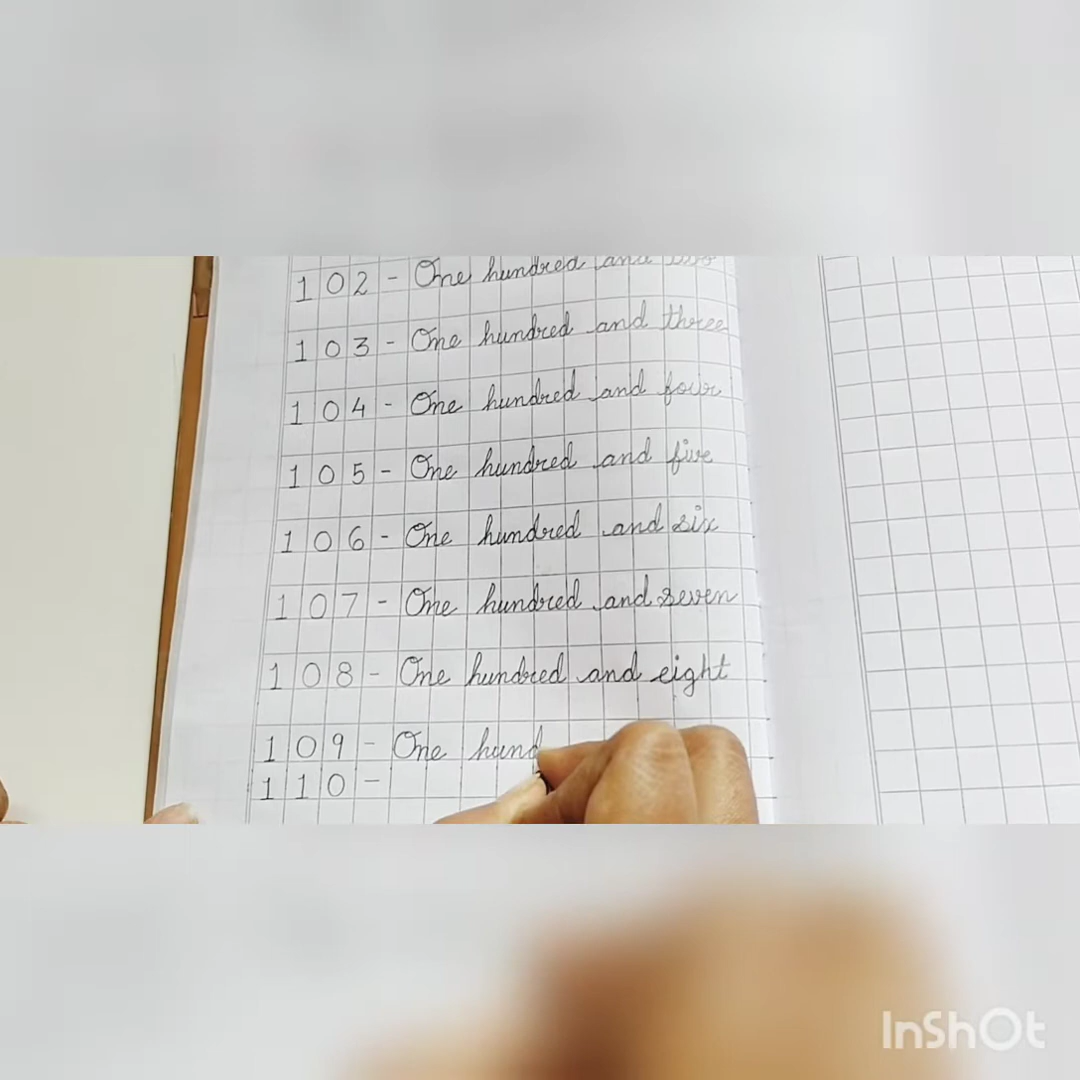 102 - One hundred and two
103 - One hundred and three
104 - One hundred and four
105 - One hundred and five
106 - One hundred and six
107 - One hundred and seven
108 - One hundred and eight
109 - One hund
110 -
InShOt